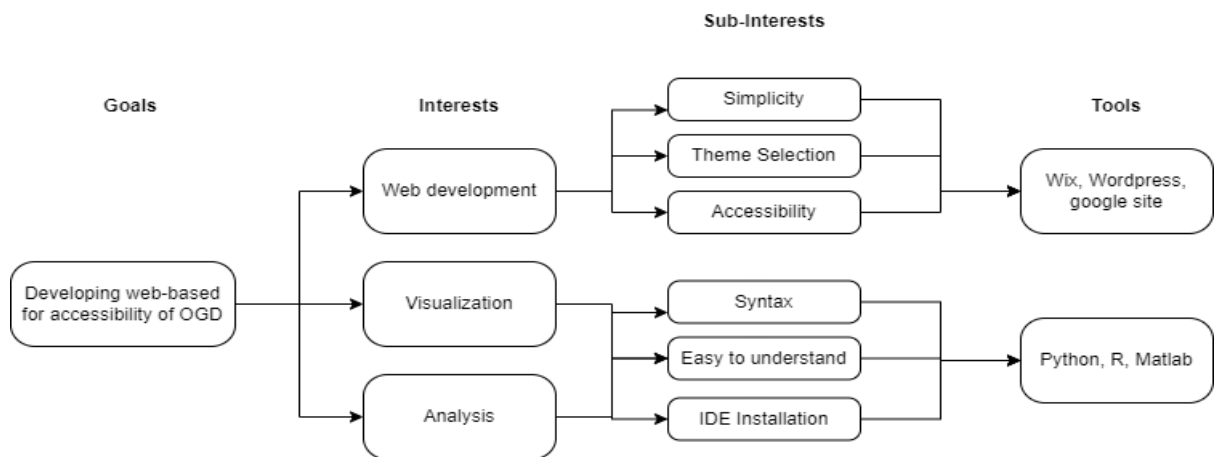 Sub-Interests
Goals
Interests
Tools
Simplicity
Theme Selection
Accessibility
Web development
Wix, Wordpress,
google site
Developing web-based
for accessibility of OGD
Visualization
Analysis
Syntax
Easy to understand
IDE Installation
Python, R, Matlab